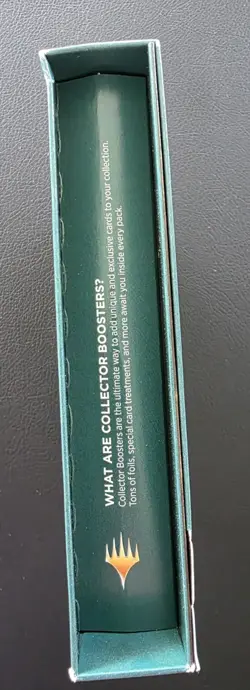 WHAT ARE COLLECTOR BOOSTERS?
Collector Boosters are the ultimate way to add unique and exclusive cards to your collection.
Tons of foils, special card treatments, and more await you inside every pack.